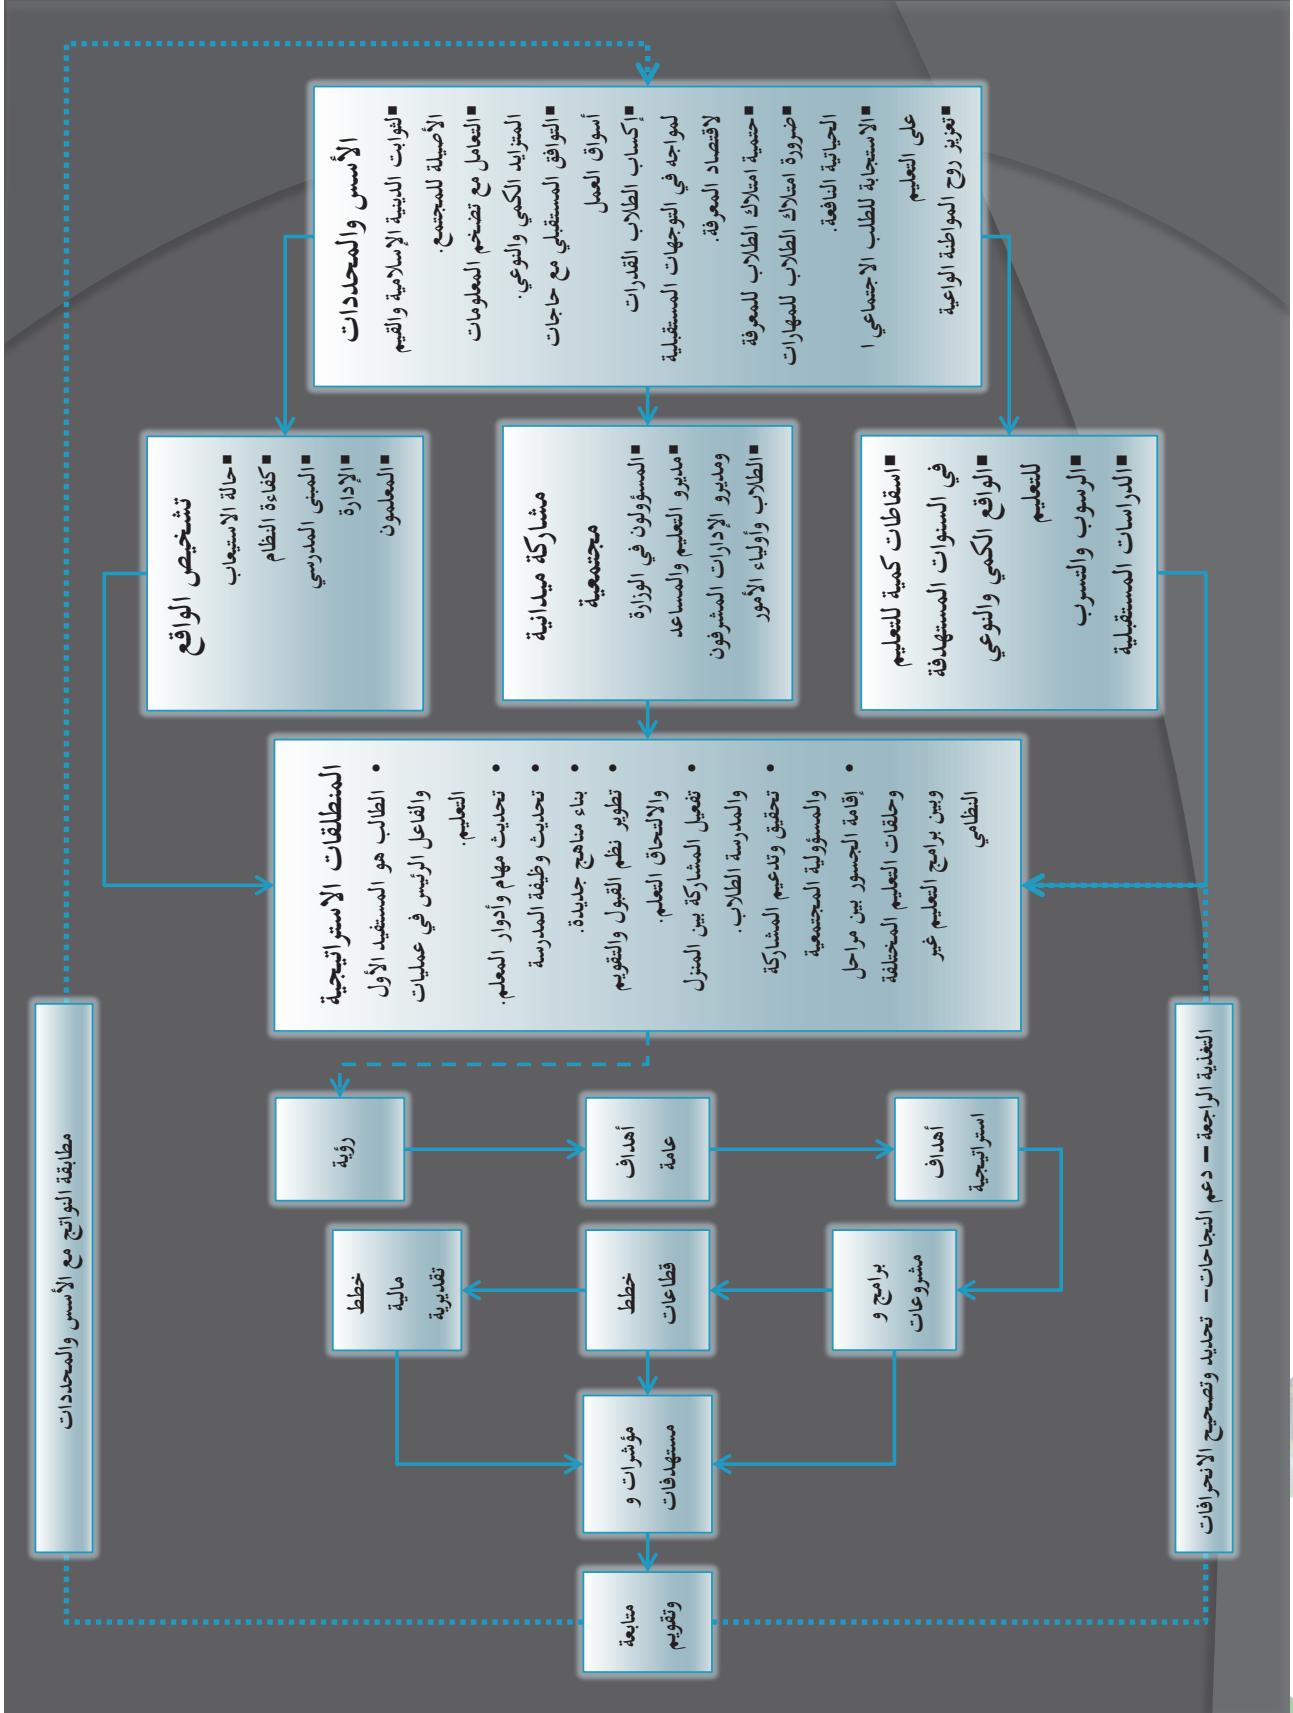 الأسس والمحددات
■لثوابت الدينية الإسلامية والقيم
الأصيلة للمجتمع.
■التعامل مع تضخم المعلومات
المتزايد الكمي والنوعي.
■التوافق المستقبلي مع حاجات
أسواق العمل
■إكساب الطلاب القدرات
لمواجه في التوجهات المستقبلية
لاقتصاد المعرفة.
■حتمية امتلاك الطلاب للمعرفة
■ضرورة امتلاك الطلاب للمهارات
الحياتية النافعة.
■الاستجابة للطلب الاجتماعي ا
على التعليم
■تعزيز روح المواطنة الواعية
تشخيص الواقع
■حالة الاستيعاب
■كفاءة النظام
■المبنى المدرسي
■الإدارة
■المعلمون
مشاركة ميدانية
مجتمعية
■المسؤولون في الوزارة
■مديرو التعليم والمساعد
ومديرو الإدارات المشرفون
■الطلاب وأولياء الأمور
■اسقاطات كمية للتعليم
في السنوات المستهدفة
■الواقع الكمي والنوعي
للتعليم
■الرسوب والتسرب
■الدراسات المستقبلية
المنطلقات الاستراتيجية
• الطالب هو المستفيد الأول
والفاعل الرئيس في عمليات
التعليم.
• تحديث مهام وأدوار المعلم.
• تحديث وظيفة المدرسة
• بناء مناهج جديدة.
• تطوير نظم القبول والتقويم
والالتحاق التعلم.
• تفعيل المشاركة بين المنزل
والمدرسة الطلاب.
• تحقيق وتدعيم المشاركة
والمسؤولية المجتمعية
• إقامة الجسور بين مراحل
وحلقات التعليم المختلفة
وبين برامج التعليم غير
النظامي
رؤية
أهداف
عامة
أهداف
استراتيجية
برامج و
مشروعات
خطط
قطاعات
خطط
مالية
تقديرية
مؤشرات و
مستهدفات
متابعة
وتقويم
مطابقة النواتج مع الأسس والمحددات
التغذية الراجعة – دعم النجاحات– تحديد وتصحيح الانحرافات